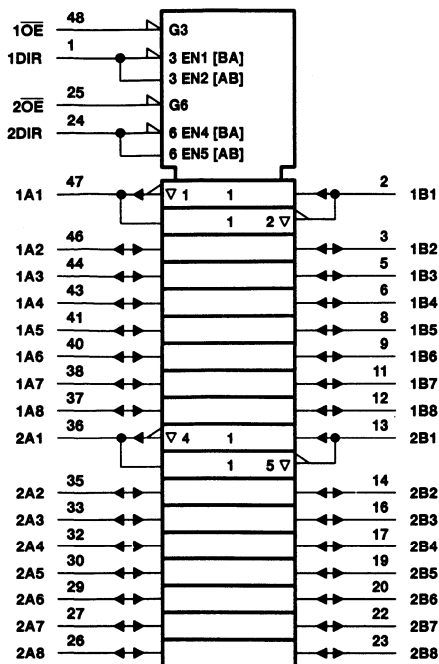 1O̅E̅ 48 G3
1DIR 1 3 EN1 [BA]
3 EN2 [AB]
2O̅E̅ 25 G6
2DIR 24 6 EN4 [BA]
6 EN5 [AB]
1A1 47 ▽ 1 1 2 1B1
1 2 ▽
1A2 46 3 1B2
1A3 44 5 1B3
1A4 43 6 1B4
1A5 41 8 1B5
1A6 40 9 1B6
1A7 38 11 1B7
1A8 37 12 1B8
2A1 36 ▽ 4 1 13 2B1
1 5 ▽
2A2 35 14 2B2
2A3 33 16 2B3
2A4 32 17 2B4
2A5 30 19 2B5
2A6 29 20 2B6
2A7 27 22 2B7
2A8 26 23 2B8